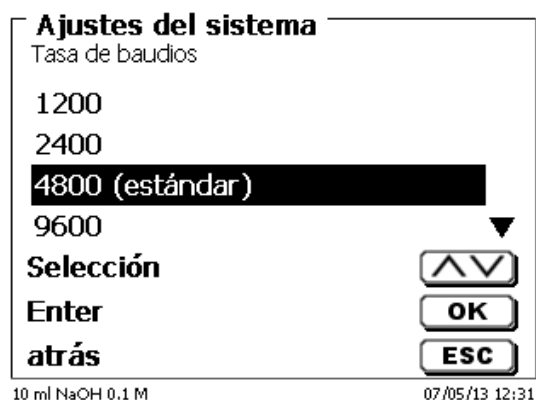 Ajustes del sistema
Tasa de baudios
1200
2400
4800 (estándar)
9600
Selección
Enter OK
atrás ESC
10 ml NaOH 0.1 M 07/05/13 12:31